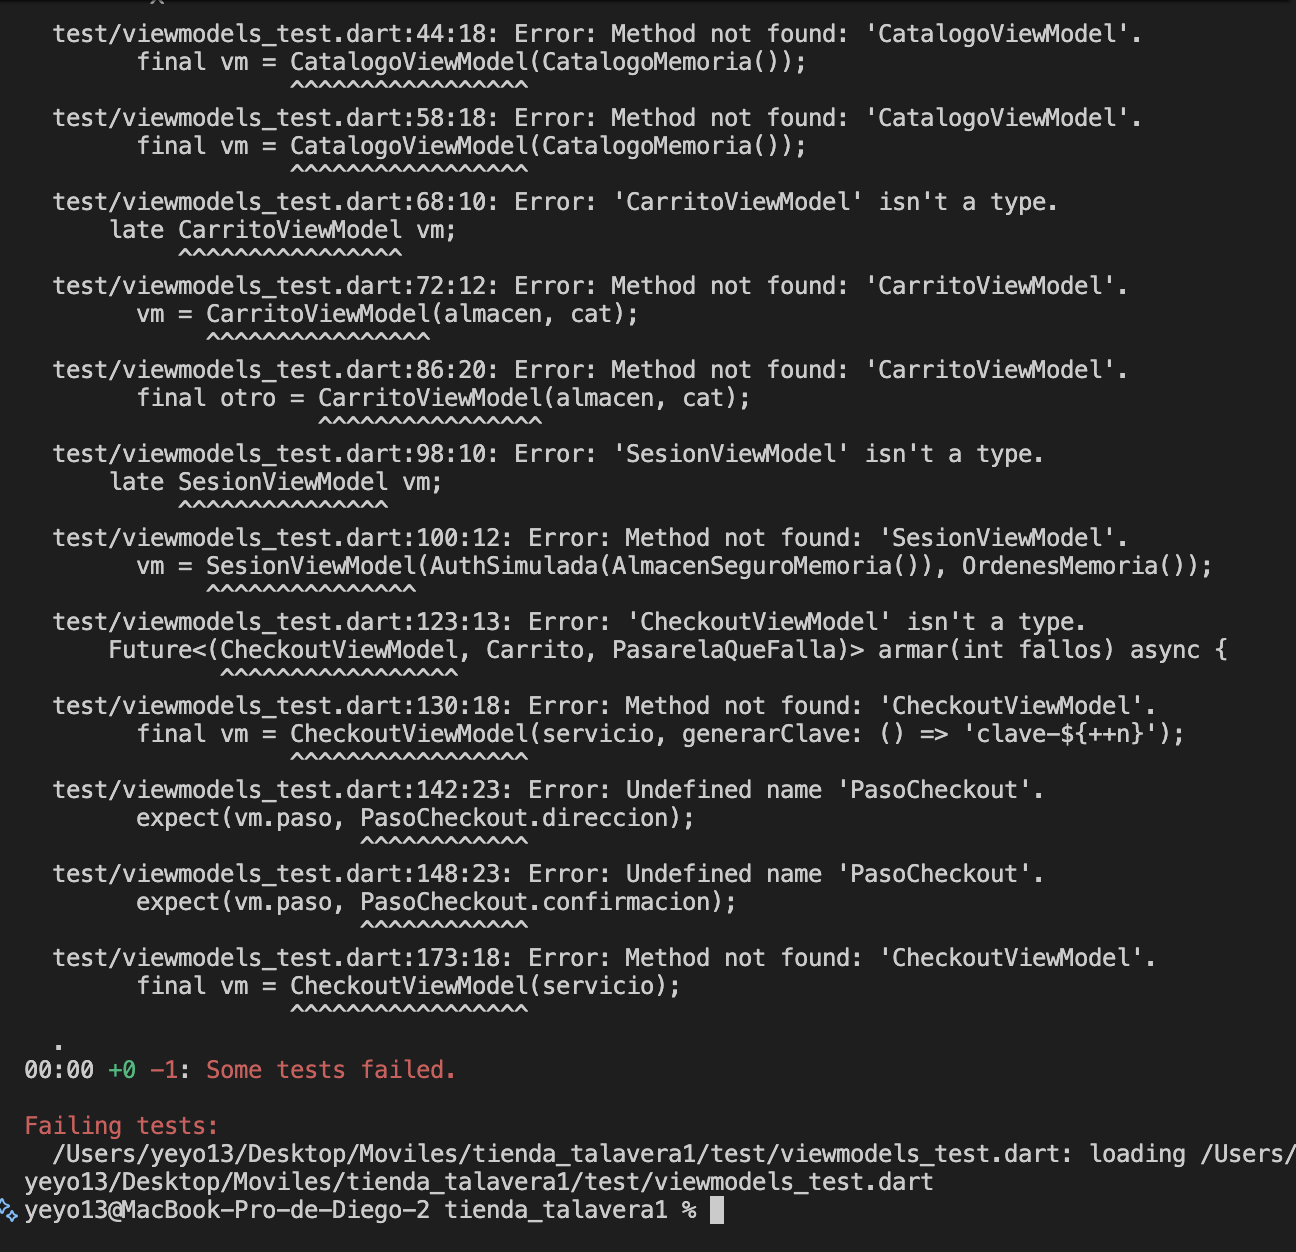 test/viewmodels_test.dart:44:18: Error: Method not found: 'CatalogoViewModel'.
final vm = CatalogoViewModel(CatalogoMemoria());
^^^^^^^^^^^^^^^^^
test/viewmodels_test.dart:58:18: Error: Method not found: 'CatalogoViewModel'.
final vm = CatalogoViewModel(CatalogoMemoria());
^^^^^^^^^^^^^^^^^
test/viewmodels_test.dart:68:10: Error: 'CarritoViewModel' isn't a type.
late CarritoViewModel vm;
^^^^^^^^^^^^^^^^
test/viewmodels_test.dart:72:12: Error: Method not found: 'CarritoViewModel'.
vm = CarritoViewModel(almacen, cat);
^^^^^^^^^^^^^^^^
test/viewmodels_test.dart:86:20: Error: Method not found: 'CarritoViewModel'.
final otro = CarritoViewModel(almacen, cat);
^^^^^^^^^^^^^^^^
test/viewmodels_test.dart:98:10: Error: 'SesionViewModel' isn't a type.
late SesionViewModel vm;
^^^^^^^^^^^^^^^
test/viewmodels_test.dart:100:12: Error: Method not found: 'SesionViewModel'.
vm = SesionViewModel(AuthSimulada(AlmacenSeguroMemoria()), OrdenesMemoria());
^^^^^^^^^^^^^^^
test/viewmodels_test.dart:123:13: Error: 'CheckoutViewModel' isn't a type.
Future<(CheckoutViewModel, Carrito, PasarelaQueFalla)> armar(int fallos) async {
^^^^^^^^^^^^^^^^^
test/viewmodels_test.dart:130:18: Error: Method not found: 'CheckoutViewModel'.
final vm = CheckoutViewModel(servicio, generarClave: () => 'clave-${++n}');
^^^^^^^^^^^^^^^^^
test/viewmodels_test.dart:142:23: Error: Undefined name 'PasoCheckout'.
expect(vm.paso, PasoCheckout.direccion);
^^^^^^^^^^^^
test/viewmodels_test.dart:148:23: Error: Undefined name 'PasoCheckout'.
expect(vm.paso, PasoCheckout.confirmacion);
^^^^^^^^^^^^
test/viewmodels_test.dart:173:18: Error: Method not found: 'CheckoutViewModel'.
final vm = CheckoutViewModel(servicio);
^^^^^^^^^^^^^^^^^
.
00:00 +0 -1: Some tests failed.
Failing tests:
/Users/yeyo13/Desktop/Moviles/tienda_talavera1/test/viewmodels_test.dart: loading /Users/
yeyo13/Desktop/Moviles/tienda_talavera1/test/viewmodels_test.dart
yeyo13@MacBook-Pro-de-Diego-2 tienda_talavera1 %